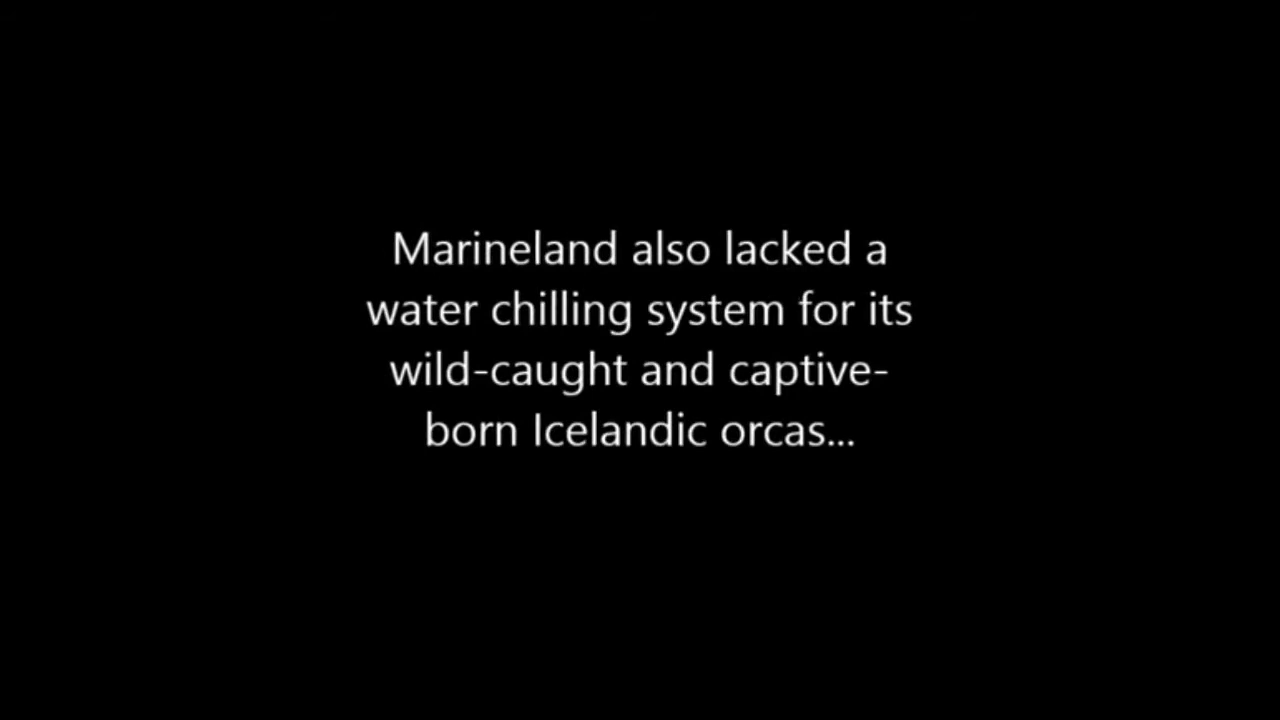 Marineland also lacked a
water chilling system for its
wild-caught and captive-
born Icelandic orcas...